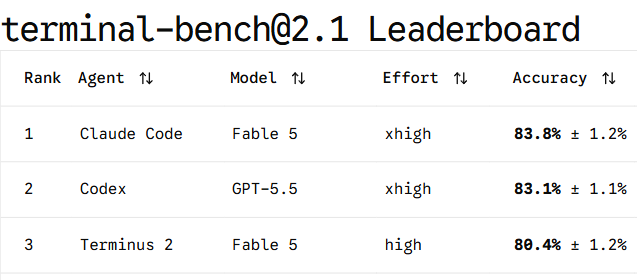 terminal-bench@2.1 Leaderboard
Rank Agent ↑↓ Model ↑↓ Effort ↑↓ Accuracy ↑↓
1 Claude Code Fable 5 xhigh 83.8% ± 1.2%
2 Codex GPT-5.5 xhigh 83.1% ± 1.1%
3 Terminus 2 Fable 5 high 80.4% ± 1.2%